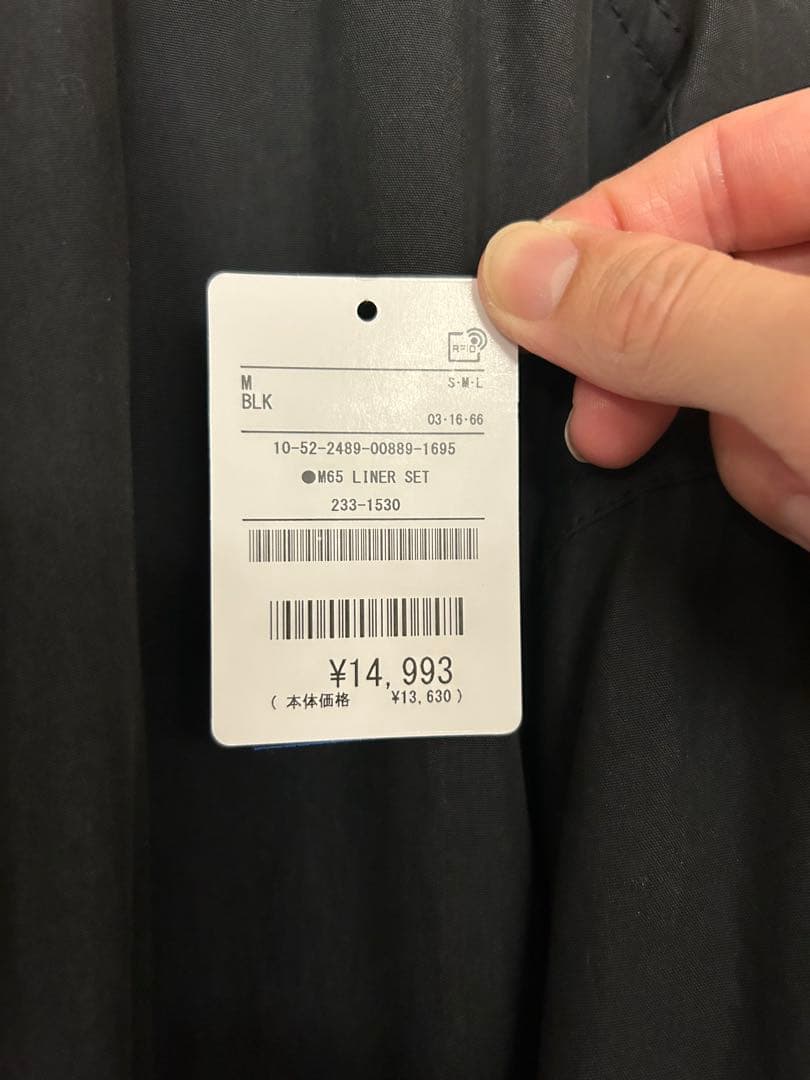 RFID
M S・M・L
BLK
03・16・66
10-52-2489-00889-1695
●M65 LINER SET
233-1530
¥14,993
( 本体価格 ¥13,630 )